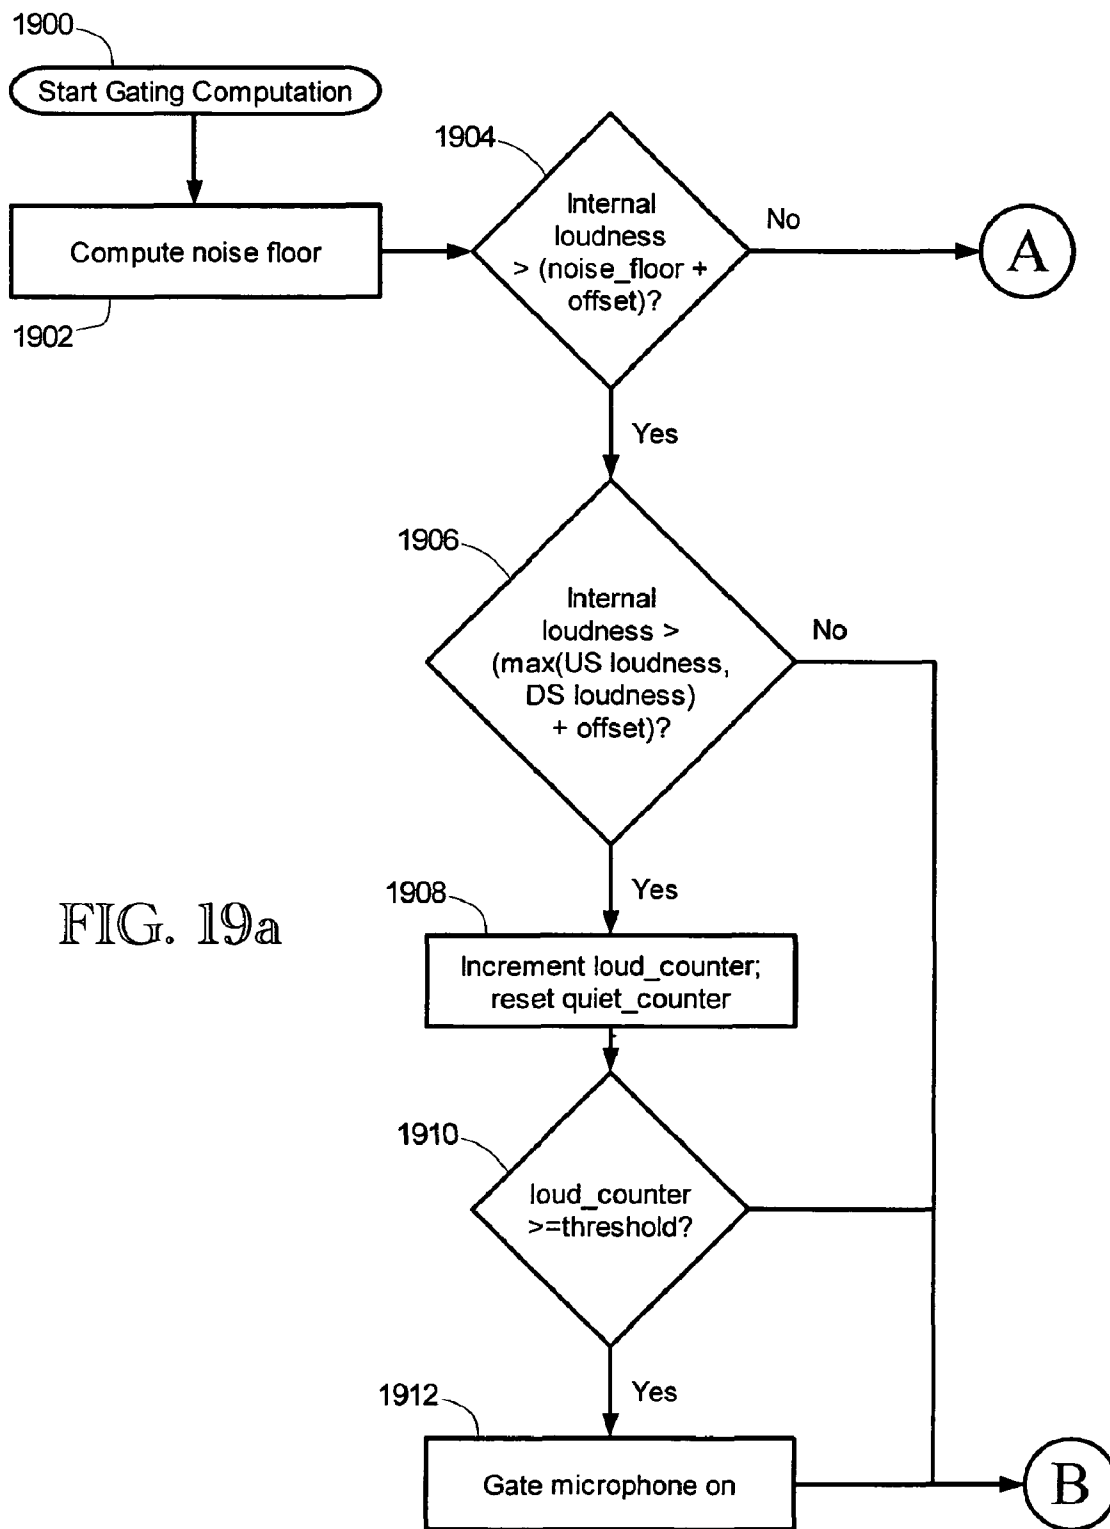 1900
Start Gating Computation
1904
Internal
loudness
> (noise_floor +
offset)?
No
A
Compute noise floor
1902
Yes
1906
Internal
loudness >
(max(US loudness,
DS loudness)
+ offset)?
No
Yes
1908
FIG. 19a
Increment loud_counter;
reset quiet_counter
1910
loud_counter
>=threshold?
Yes
1912
Gate microphone on
B